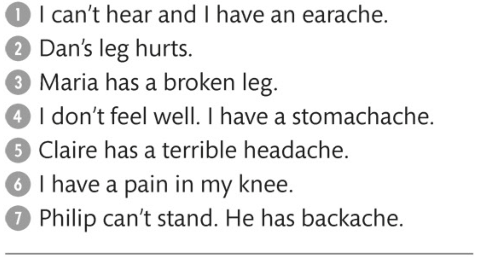 1 I can't hear and I have an earache.
2 Dan's leg hurts.
3 Maria has a broken leg.
4 I don't feel well. I have a stomachache.
5 Claire has a terrible headache.
6 I have a pain in my knee.
7 Philip can't stand. He has backache.